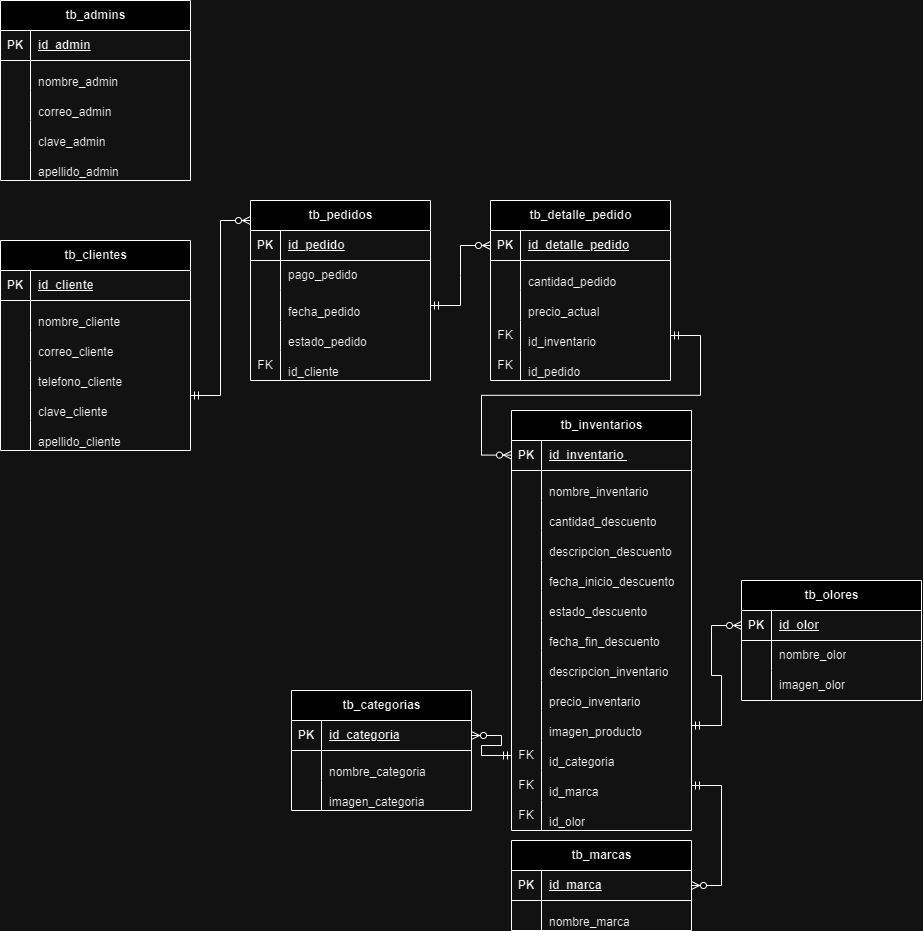 tb_admins
PK id_admin
nombre_admin
correo_admin
clave_admin
apellido_admin
tb_clientes
PK id_cliente
nombre_cliente
correo_cliente
telefono_cliente
clave_cliente
apellido_cliente
tb_pedidos
PK id_pedido
pago_pedido
fecha_pedido
estado_pedido
FK id_cliente
tb_detalle_pedido
PK id_detalle_pedido
cantidad_pedido
precio_actual
FK id_inventario
FK id_pedido
tb_inventarios
PK id_inventario
nombre_inventario
cantidad_descuento
descripcion_descuento
fecha_inicio_descuento
estado_descuento
fecha_fin_descuento
descripcion_inventario
precio_inventario
imagen_producto
FK id_categoria
FK id_marca
FK id_olor
tb_olores
PK id_olor
nombre_olor
imagen_olor
tb_categorias
PK id_categoria
nombre_categoria
imagen_categoria
tb_marcas
PK id_marca
nombre_marca